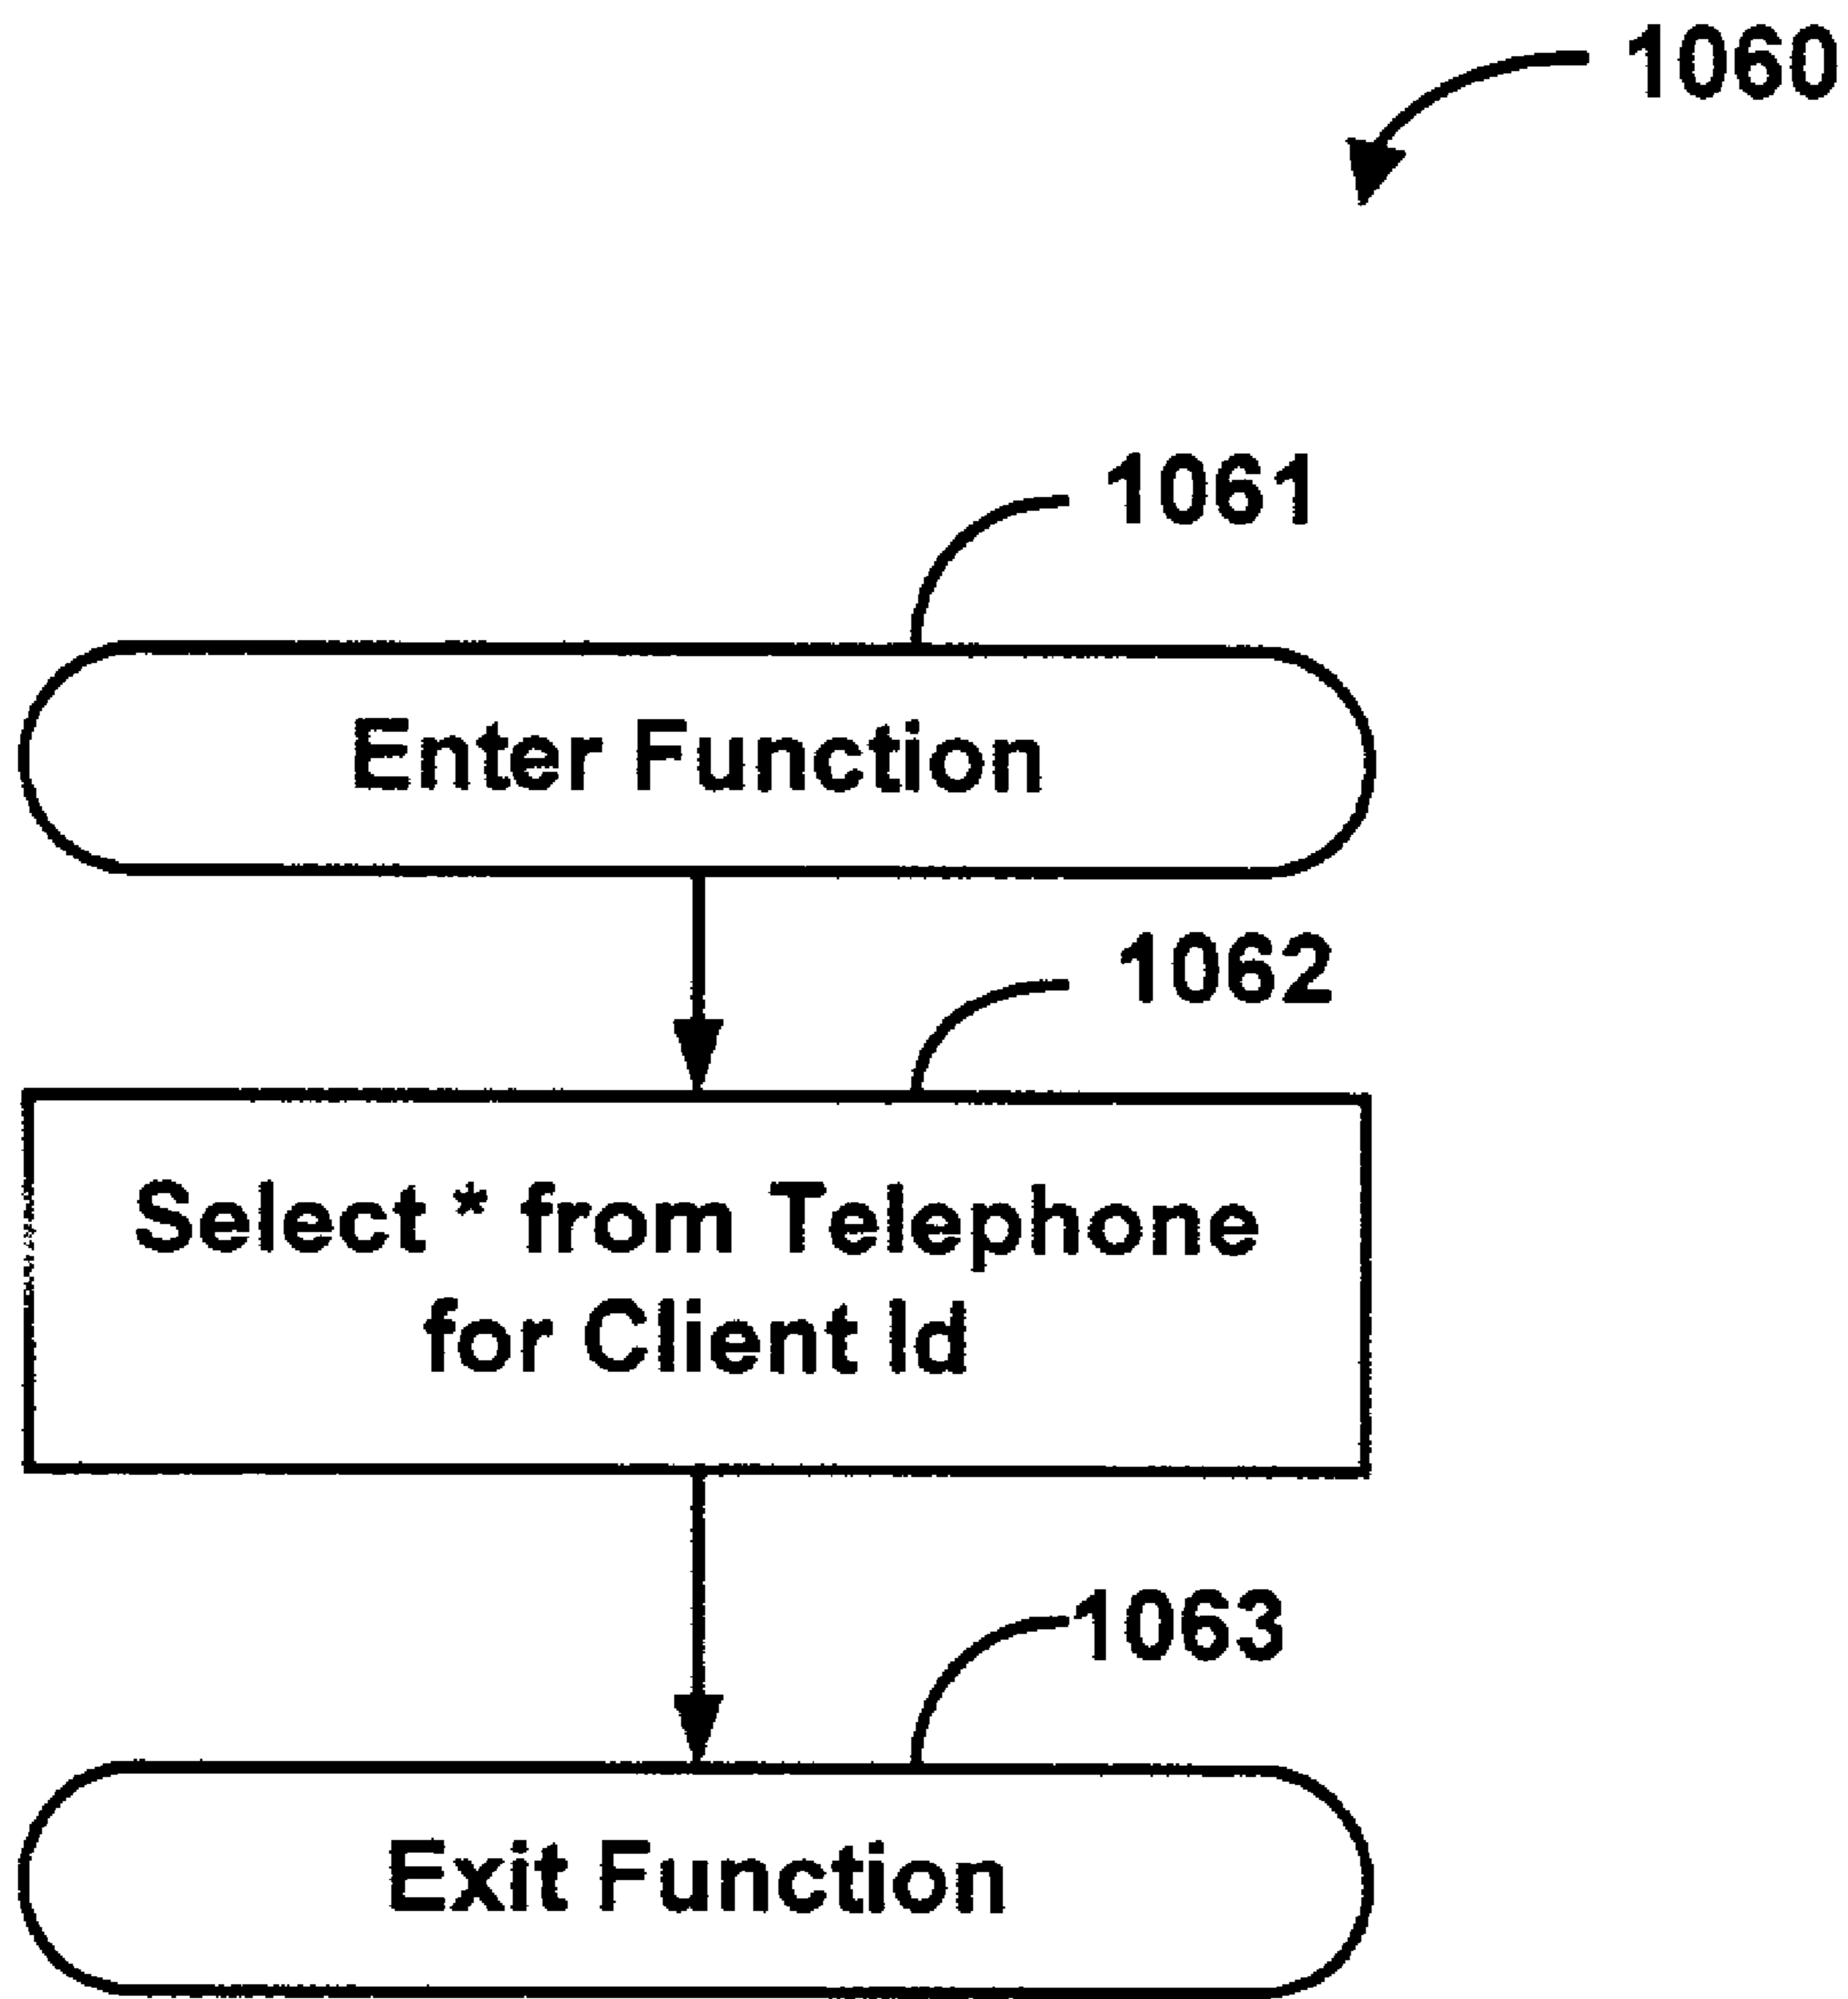 1060
1061
Enter Function
1062
Select * from Telephone
for Client Id
1063
Exit Function